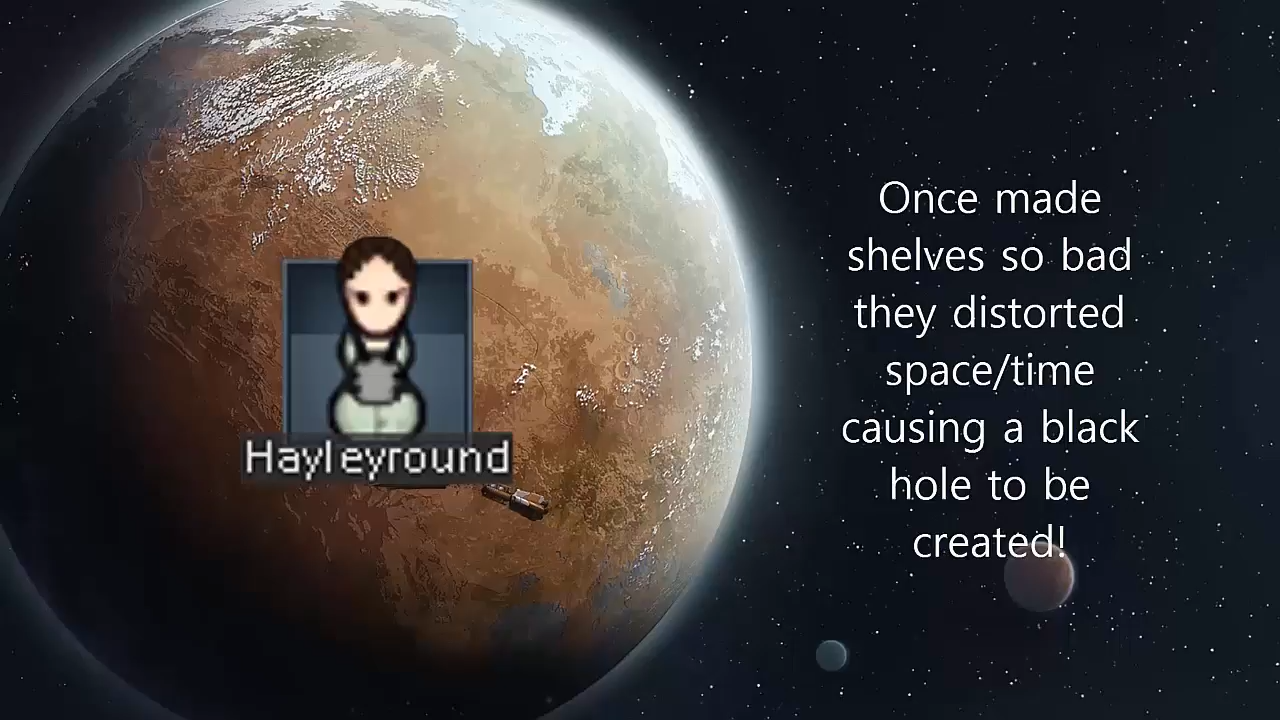 Hayleyround
Once made
shelves so bad
they distorted
space/time
causing a black
hole to be
created!